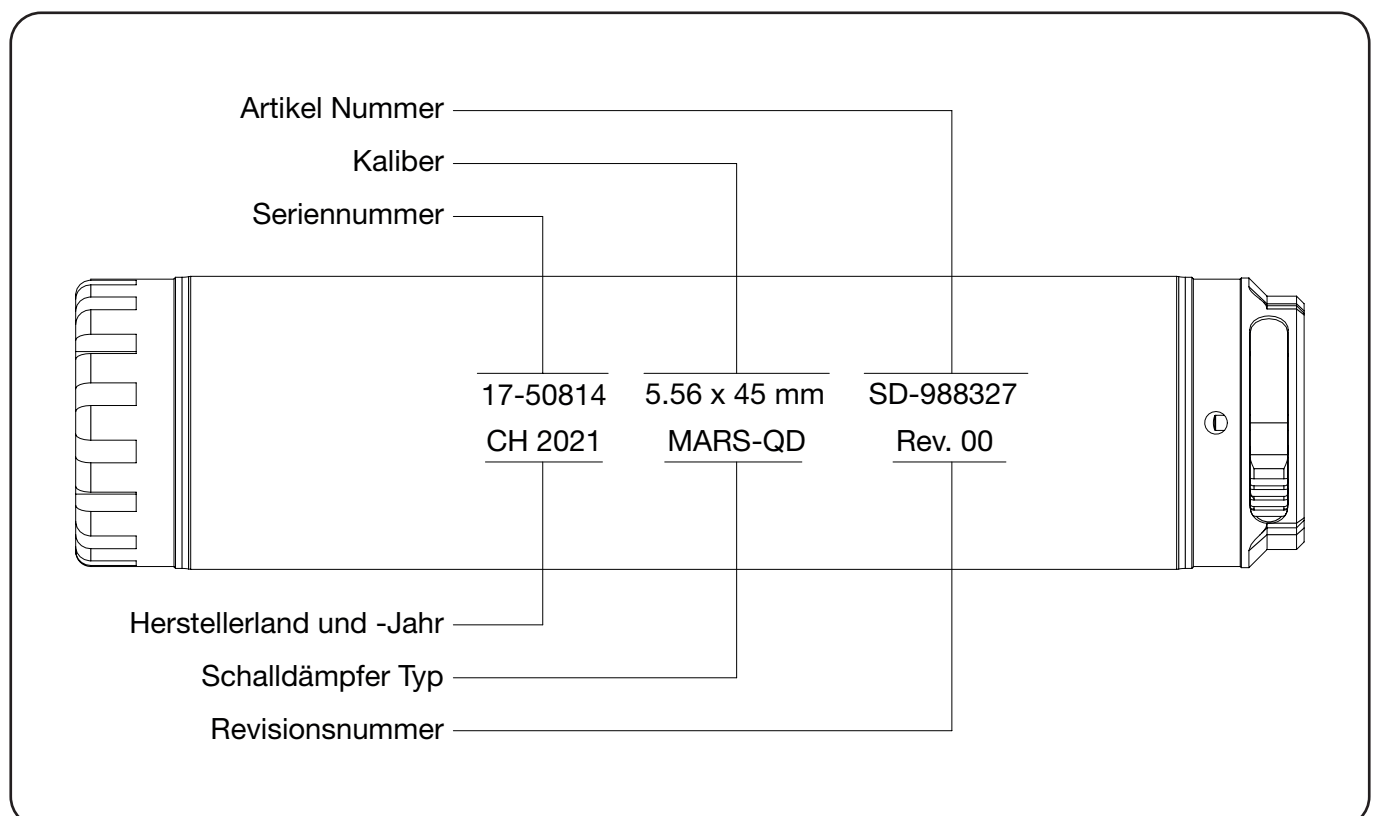 Artikel Nummer
Kaliber
Seriennummer
17-50814 5.56 x 45 mm SD-988327
CH 2021 MARS-QD Rev. 00
Herstellerland und -Jahr
Schalldämpfer Typ
Revisionsnummer